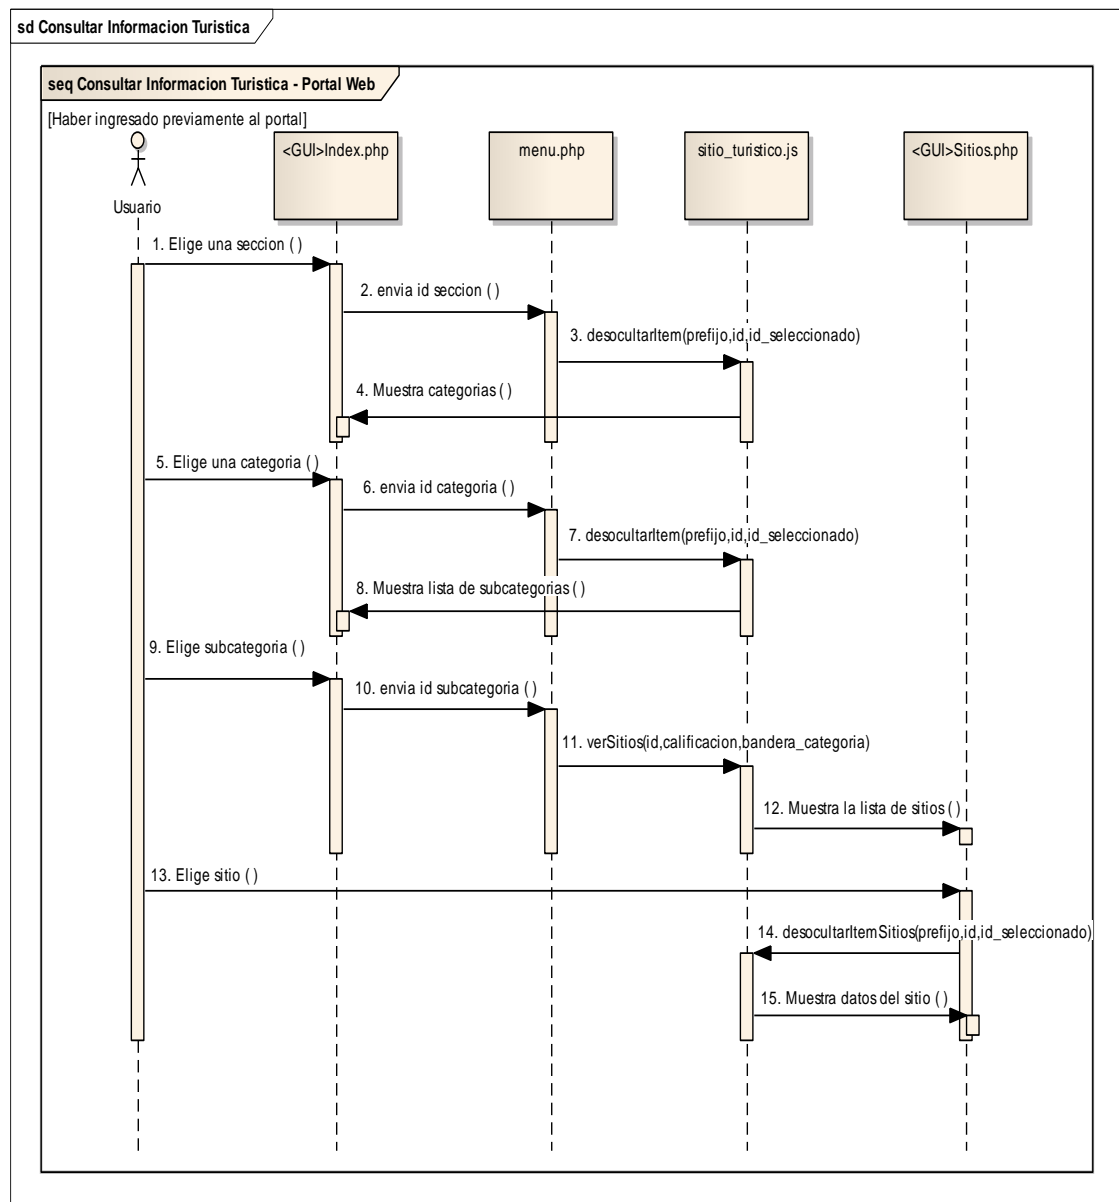 sd Consultar Informacion Turistica
seq Consultar Informacion Turistica - Portal Web
[Haber ingresado previamente al portal]
Usuario
<GUI>Index.php
menu.php
sitio_turistico.js
<GUI>Sitios.php
1. Elige una seccion ( )
2. envia id seccion ( )
3. desocultarItem(prefijo,id,id_seleccionado)
4. Muestra categorias ( )
5. Elige una categoria ( )
6. envia id categoria ( )
7. desocultarItem(prefijo,id,id_seleccionado)
8. Muestra lista de subcategorias ( )
9. Elige subcategoria ( )
10. envia id subcategoria ( )
11. verSitios(id,calificacion,bandera_categoria)
12. Muestra la lista de sitios ( )
13. Elige sitio ( )
14. desocultarItemSitios(prefijo,id,id_seleccionado)
15. Muestra datos del sitio ( )